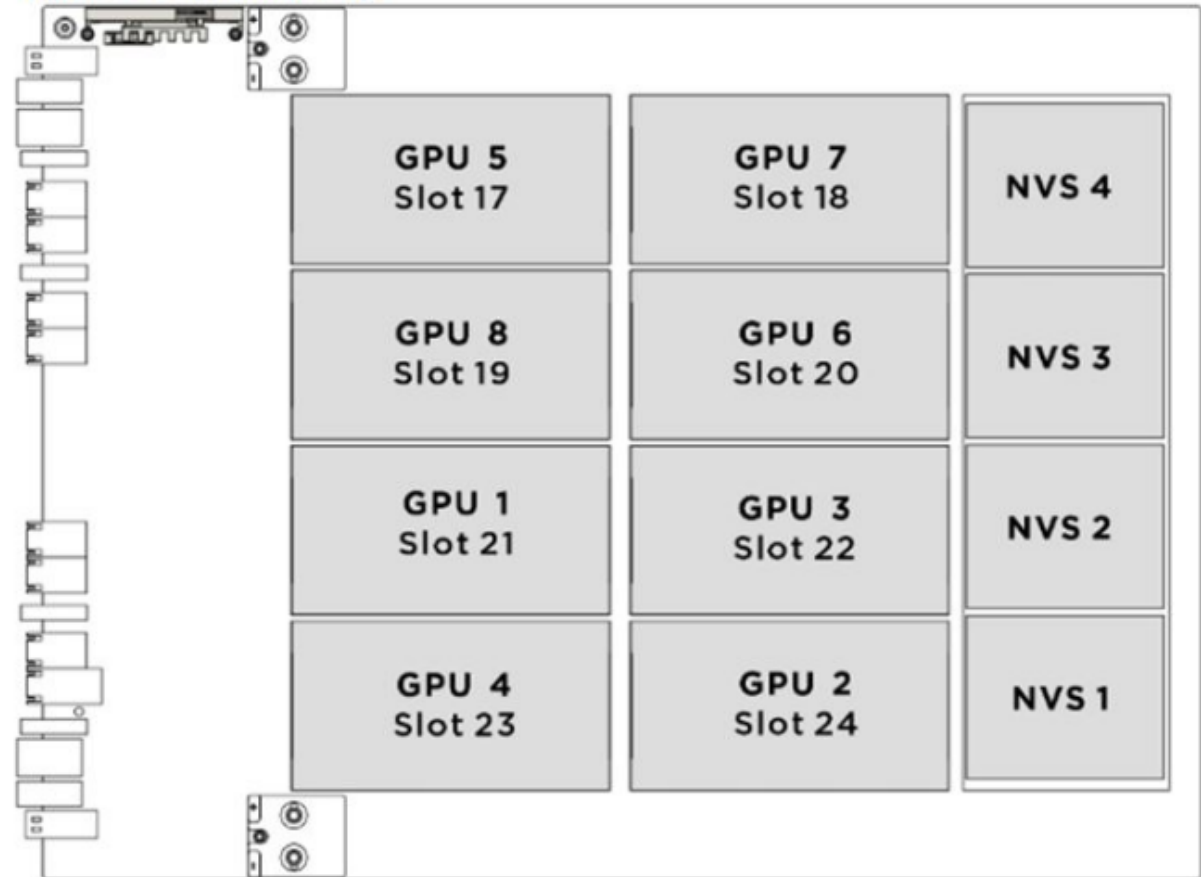 GPU 5
Slot 17
GPU 7
Slot 18
NVS 4
GPU 8
Slot 19
GPU 6
Slot 20
NVS 3
GPU 1
Slot 21
GPU 3
Slot 22
NVS 2
GPU 4
Slot 23
GPU 2
Slot 24
NVS 1